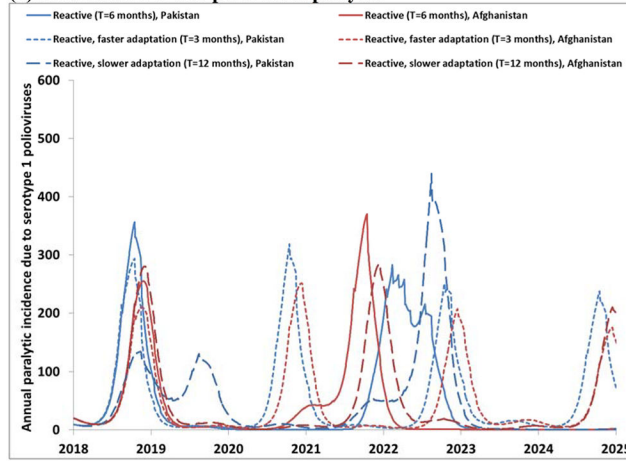 Reactive (T=6 months), Pakistan
Reactive (T=6 months), Afghanistan
Reactive, faster adaptation (T=3 months), Pakistan
Reactive, faster adaptation (T=3 months), Afghanistan
Reactive, slower adaptation (T=12 months), Pakistan
Reactive, slower adaptation (T=12 months), Afghanistan
Annual paralytic incidence due to serotype 1 polioviruses
600
500
400
300
200
100
0
2018 2019 2020 2021 2022 2023 2024 2025